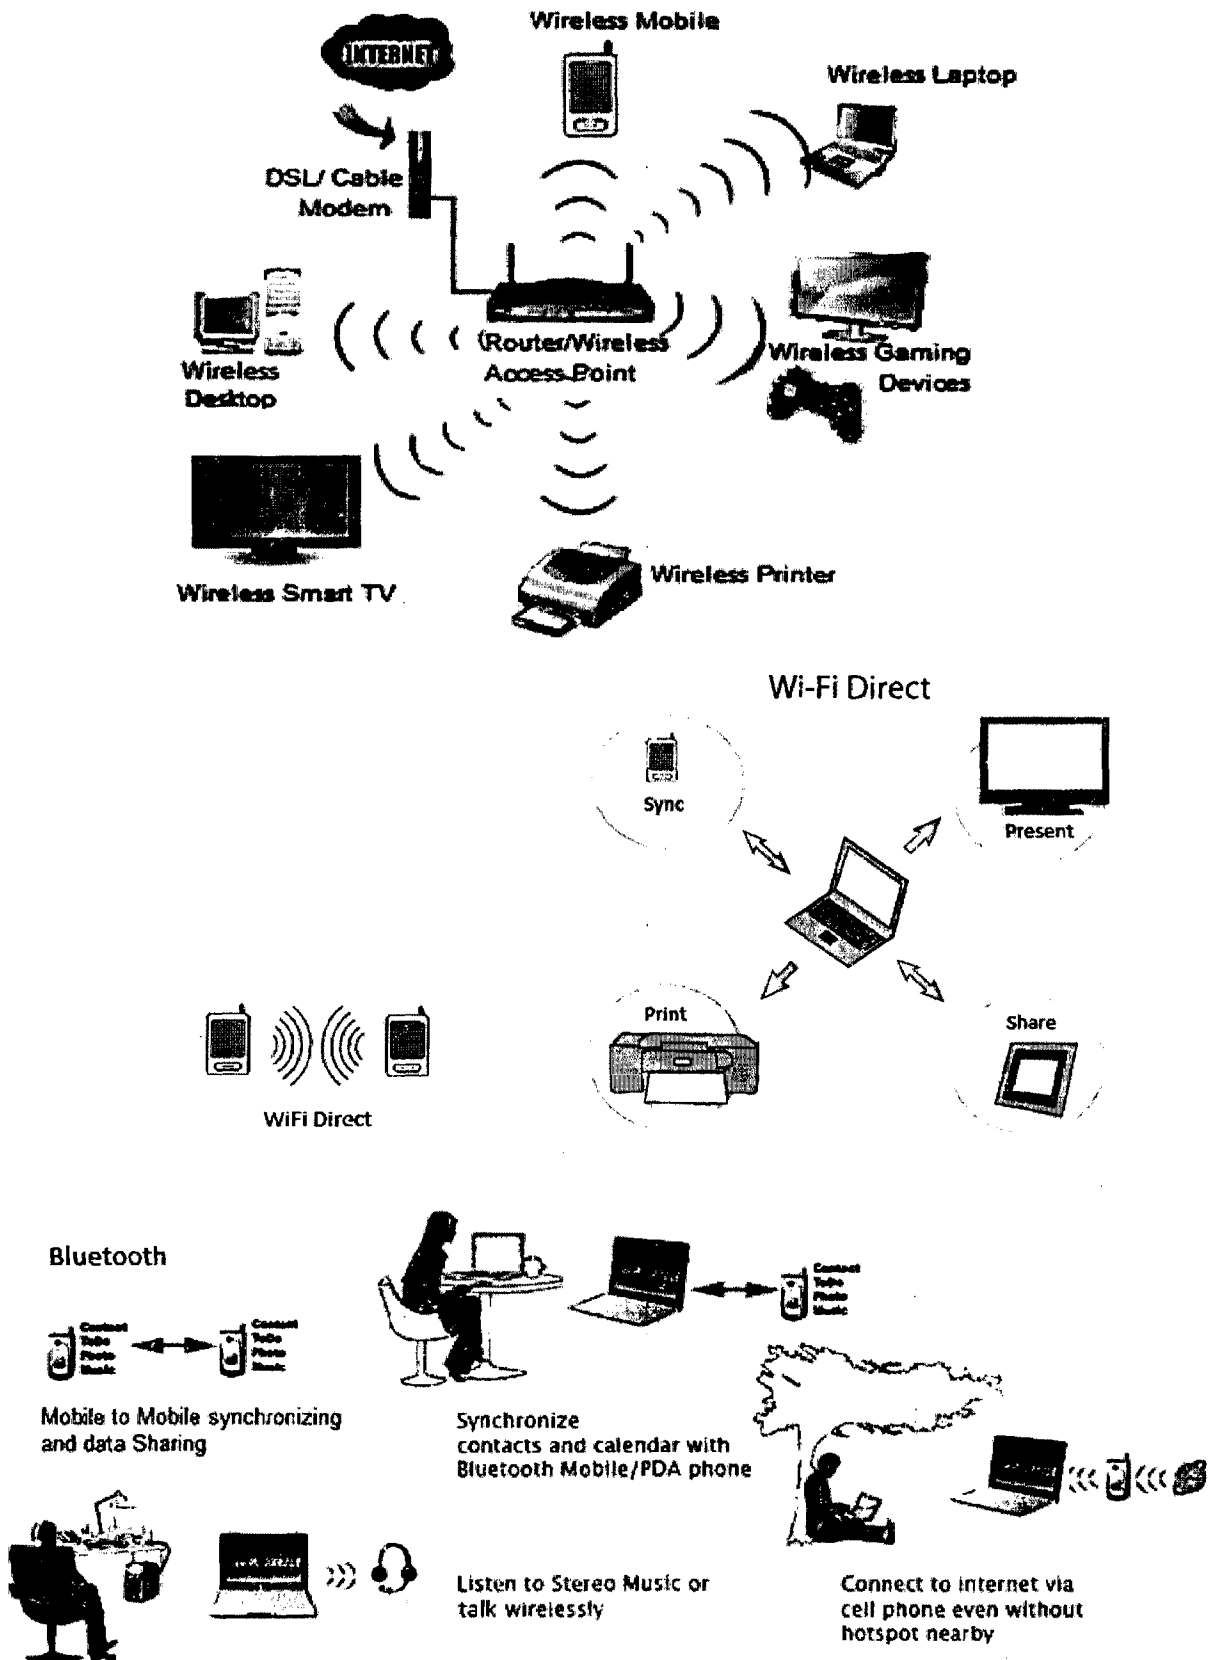 Wireless Mobile
INTERNET
Wireless Laptop
DSL/ Cable
Modem
Router/Wireless
Access Point
Wireless
Desktop
Wireless Gaming
Devices
Wireless Smart TV
Wireless Printer
Wi-Fi Direct
Sync
Present
Print
Share
WiFi Direct
Bluetooth
Contact
ToDo
Photo
Music
Contact
ToDo
Photo
Music
Contact
ToDo
Photo
Music
Mobile to Mobile synchronizing
and data Sharing
Synchronize
contacts and calendar with
Bluetooth Mobile/PDA phone
Listen to Stereo Music or
talk wirelessly
Connect to internet via
cell phone even without
hotspot nearby